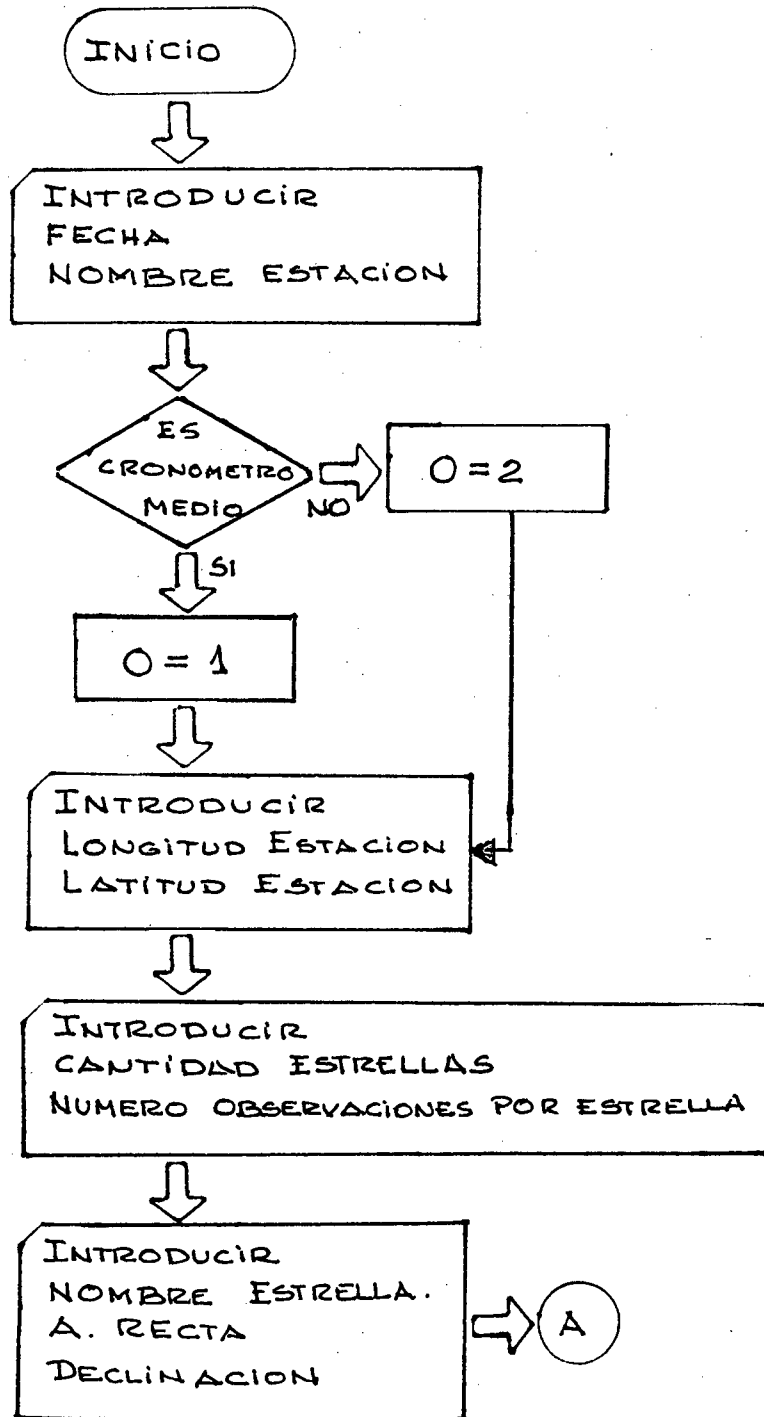 INICIO
INTRODUCIR
FECHA
NOMBRE ESTACION
ES
CRONOMETRO
MEDIO
NO
O = 2
SI
O = 1
INTRODUCIR
LONGITUD ESTACION
LATITUD ESTACION
INTRODUCIR
CANTIDAD ESTRELLAS
NUMERO OBSERVACIONES POR ESTRELLA
INTRODUCIR
NOMBRE ESTRELLA.
A. RECTA
DECLINACION
A